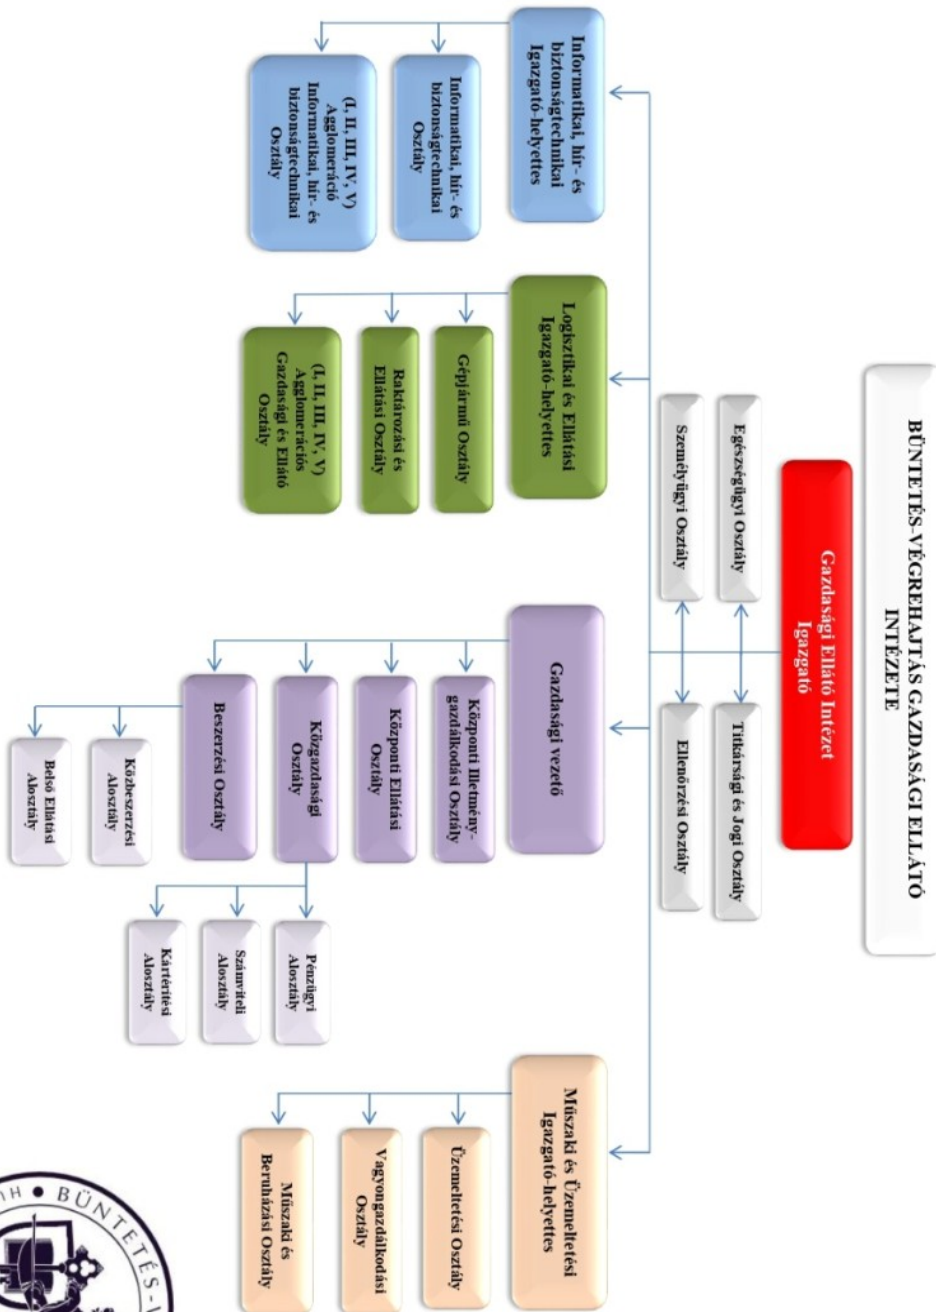 BÜNTETÉS-VÉGREHAJTÁS GAZDASÁGI ELLÁTÓ
INTÉZETE
Gazdasági Ellátó Intézet
Igazgató
Egészségügyi Osztály
Titkársági és Jogi Osztály
Személyügyi Osztály
Ellenőrzési Osztály
Informatikai, hír- és
biztonságtechnikai
Igazgató-helyettes
Informatikai, hír- és
biztonságtechnikai
Osztály
(I, II, III, IV, V)
Agglomeráció
Informatikai, hír- és
biztonságtechnikai
Osztály
Logisztikai és Ellátási
Igazgató-helyettes
Gépjármű Osztály
Raktározási és
Ellátási Osztály
(I, II, III, IV, V)
Agglomerációs
Gazdasági és Ellátó
Osztály
Gazdasági vezető
Központi Illetmény-
gazdálkodási Osztály
Központi Ellátási
Osztály
Közgazdasági
Osztály
Pénzügyi
Alosztály
Számviteli
Alosztály
Kártérítési
Alosztály
Beszerzési Osztály
Közbeszerzési
Alosztály
Belső Ellátási
Alosztály
Műszaki és Üzemeltetési
Igazgató-helyettes
Üzemeltetési Osztály
Vagyongazdálkodási
Osztály
Műszaki és
Beruházási Osztály
• BÜNTETÉS-